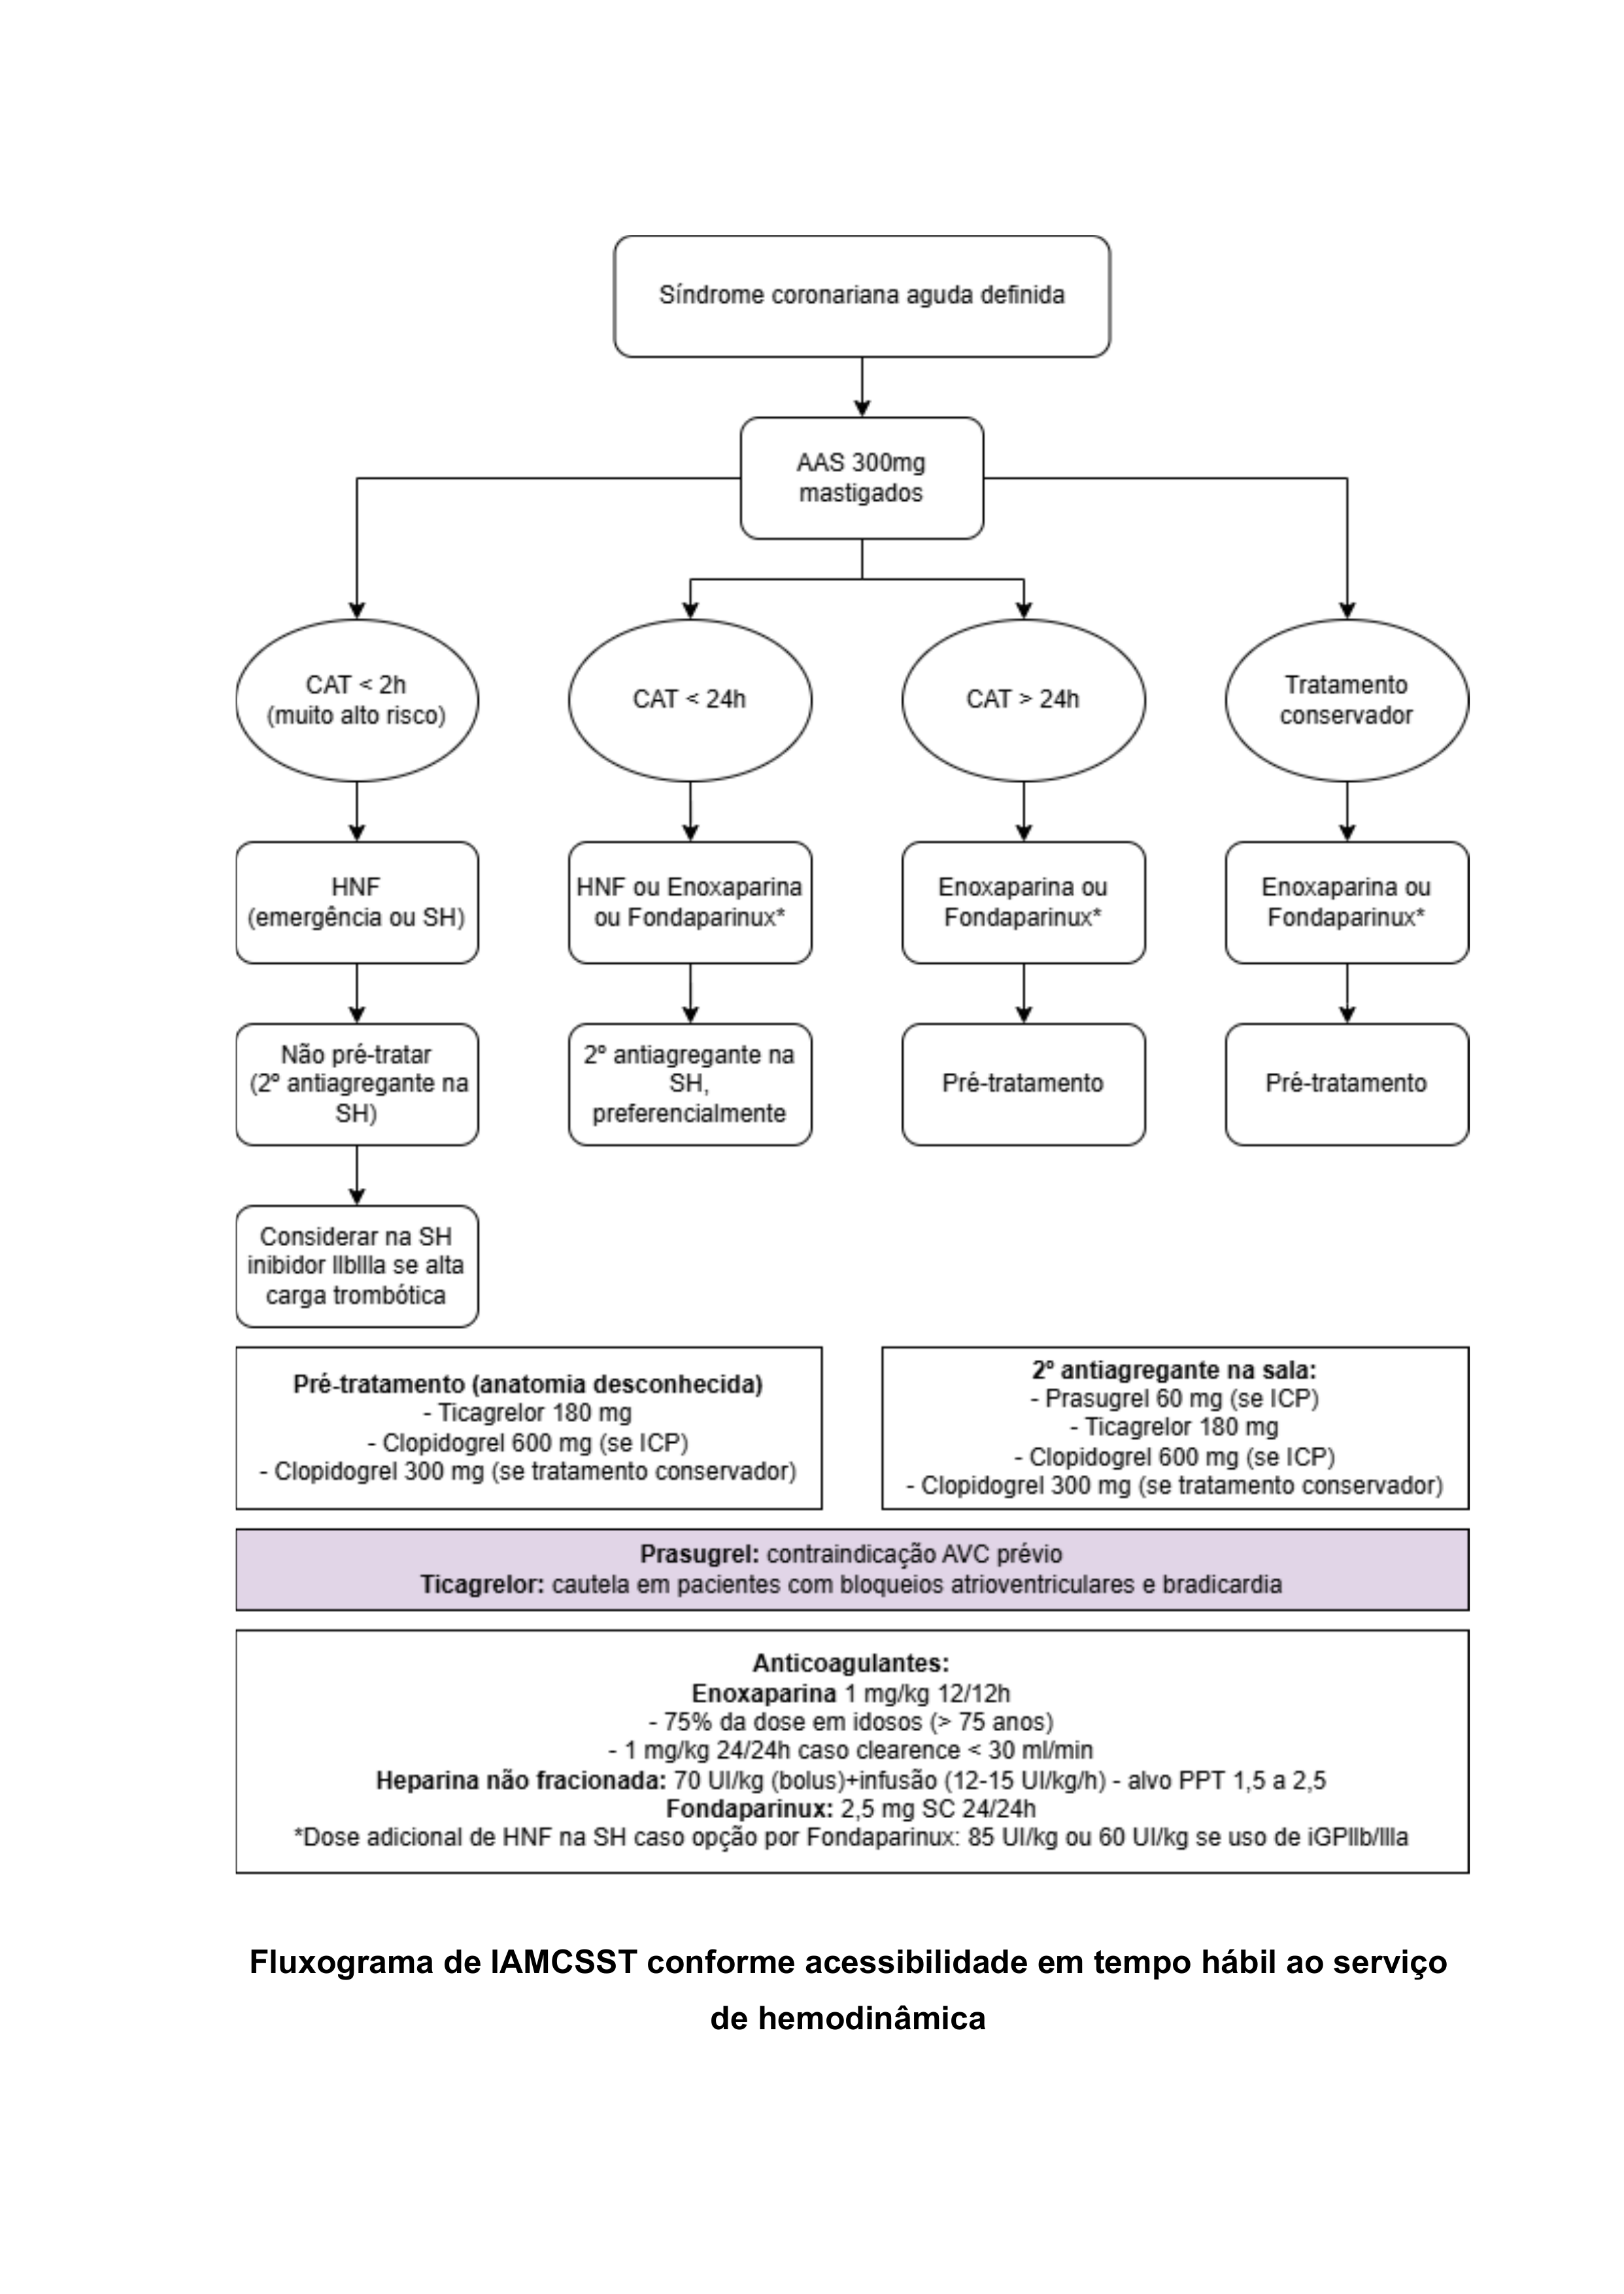 Síndrome coronariana aguda definida
AAS 300mg
mastigados
CAT < 2h
(muito alto risco)
CAT < 24h
CAT > 24h
Tratamento
conservador
HNF
(emergência ou SH)
HNF ou Enoxaparina
ou Fondaparinux*
Enoxaparina ou
Fondaparinux*
Enoxaparina ou
Fondaparinux*
Não pré-tratar
(2º antiagregante na
SH)
2º antiagregante na
SH,
preferencialmente
Pré-tratamento
Pré-tratamento
Considerar na SH
inibidor IIbIIIa se alta
carga trombótica
Pré-tratamento (anatomia desconhecida)
- Ticagrelor 180 mg
- Clopidogrel 600 mg (se ICP)
- Clopidogrel 300 mg (se tratamento conservador)
2º antiagregante na sala:
- Prasugrel 60 mg (se ICP)
- Ticagrelor 180 mg
- Clopidogrel 600 mg (se ICP)
- Clopidogrel 300 mg (se tratamento conservador)
Prasugrel: contraindicação AVC prévio
Ticagrelor: cautela em pacientes com bloqueios atrioventriculares e bradicardia
Anticoagulantes:
Enoxaparina 1 mg/kg 12/12h
- 75% da dose em idosos (> 75 anos)
- 1 mg/kg 24/24h caso clearence < 30 ml/min
Heparina não fracionada: 70 UI/kg (bolus)+infusão (12-15 UI/kg/h) - alvo PPT 1,5 a 2,5
Fondaparinux: 2,5 mg SC 24/24h
*Dose adicional de HNF na SH caso opção por Fondaparinux: 85 UI/kg ou 60 UI/kg se uso de iGPIIb/IIIa
Fluxograma de IAMCSST conforme acessibilidade em tempo hábil ao serviço
de hemodinâmica